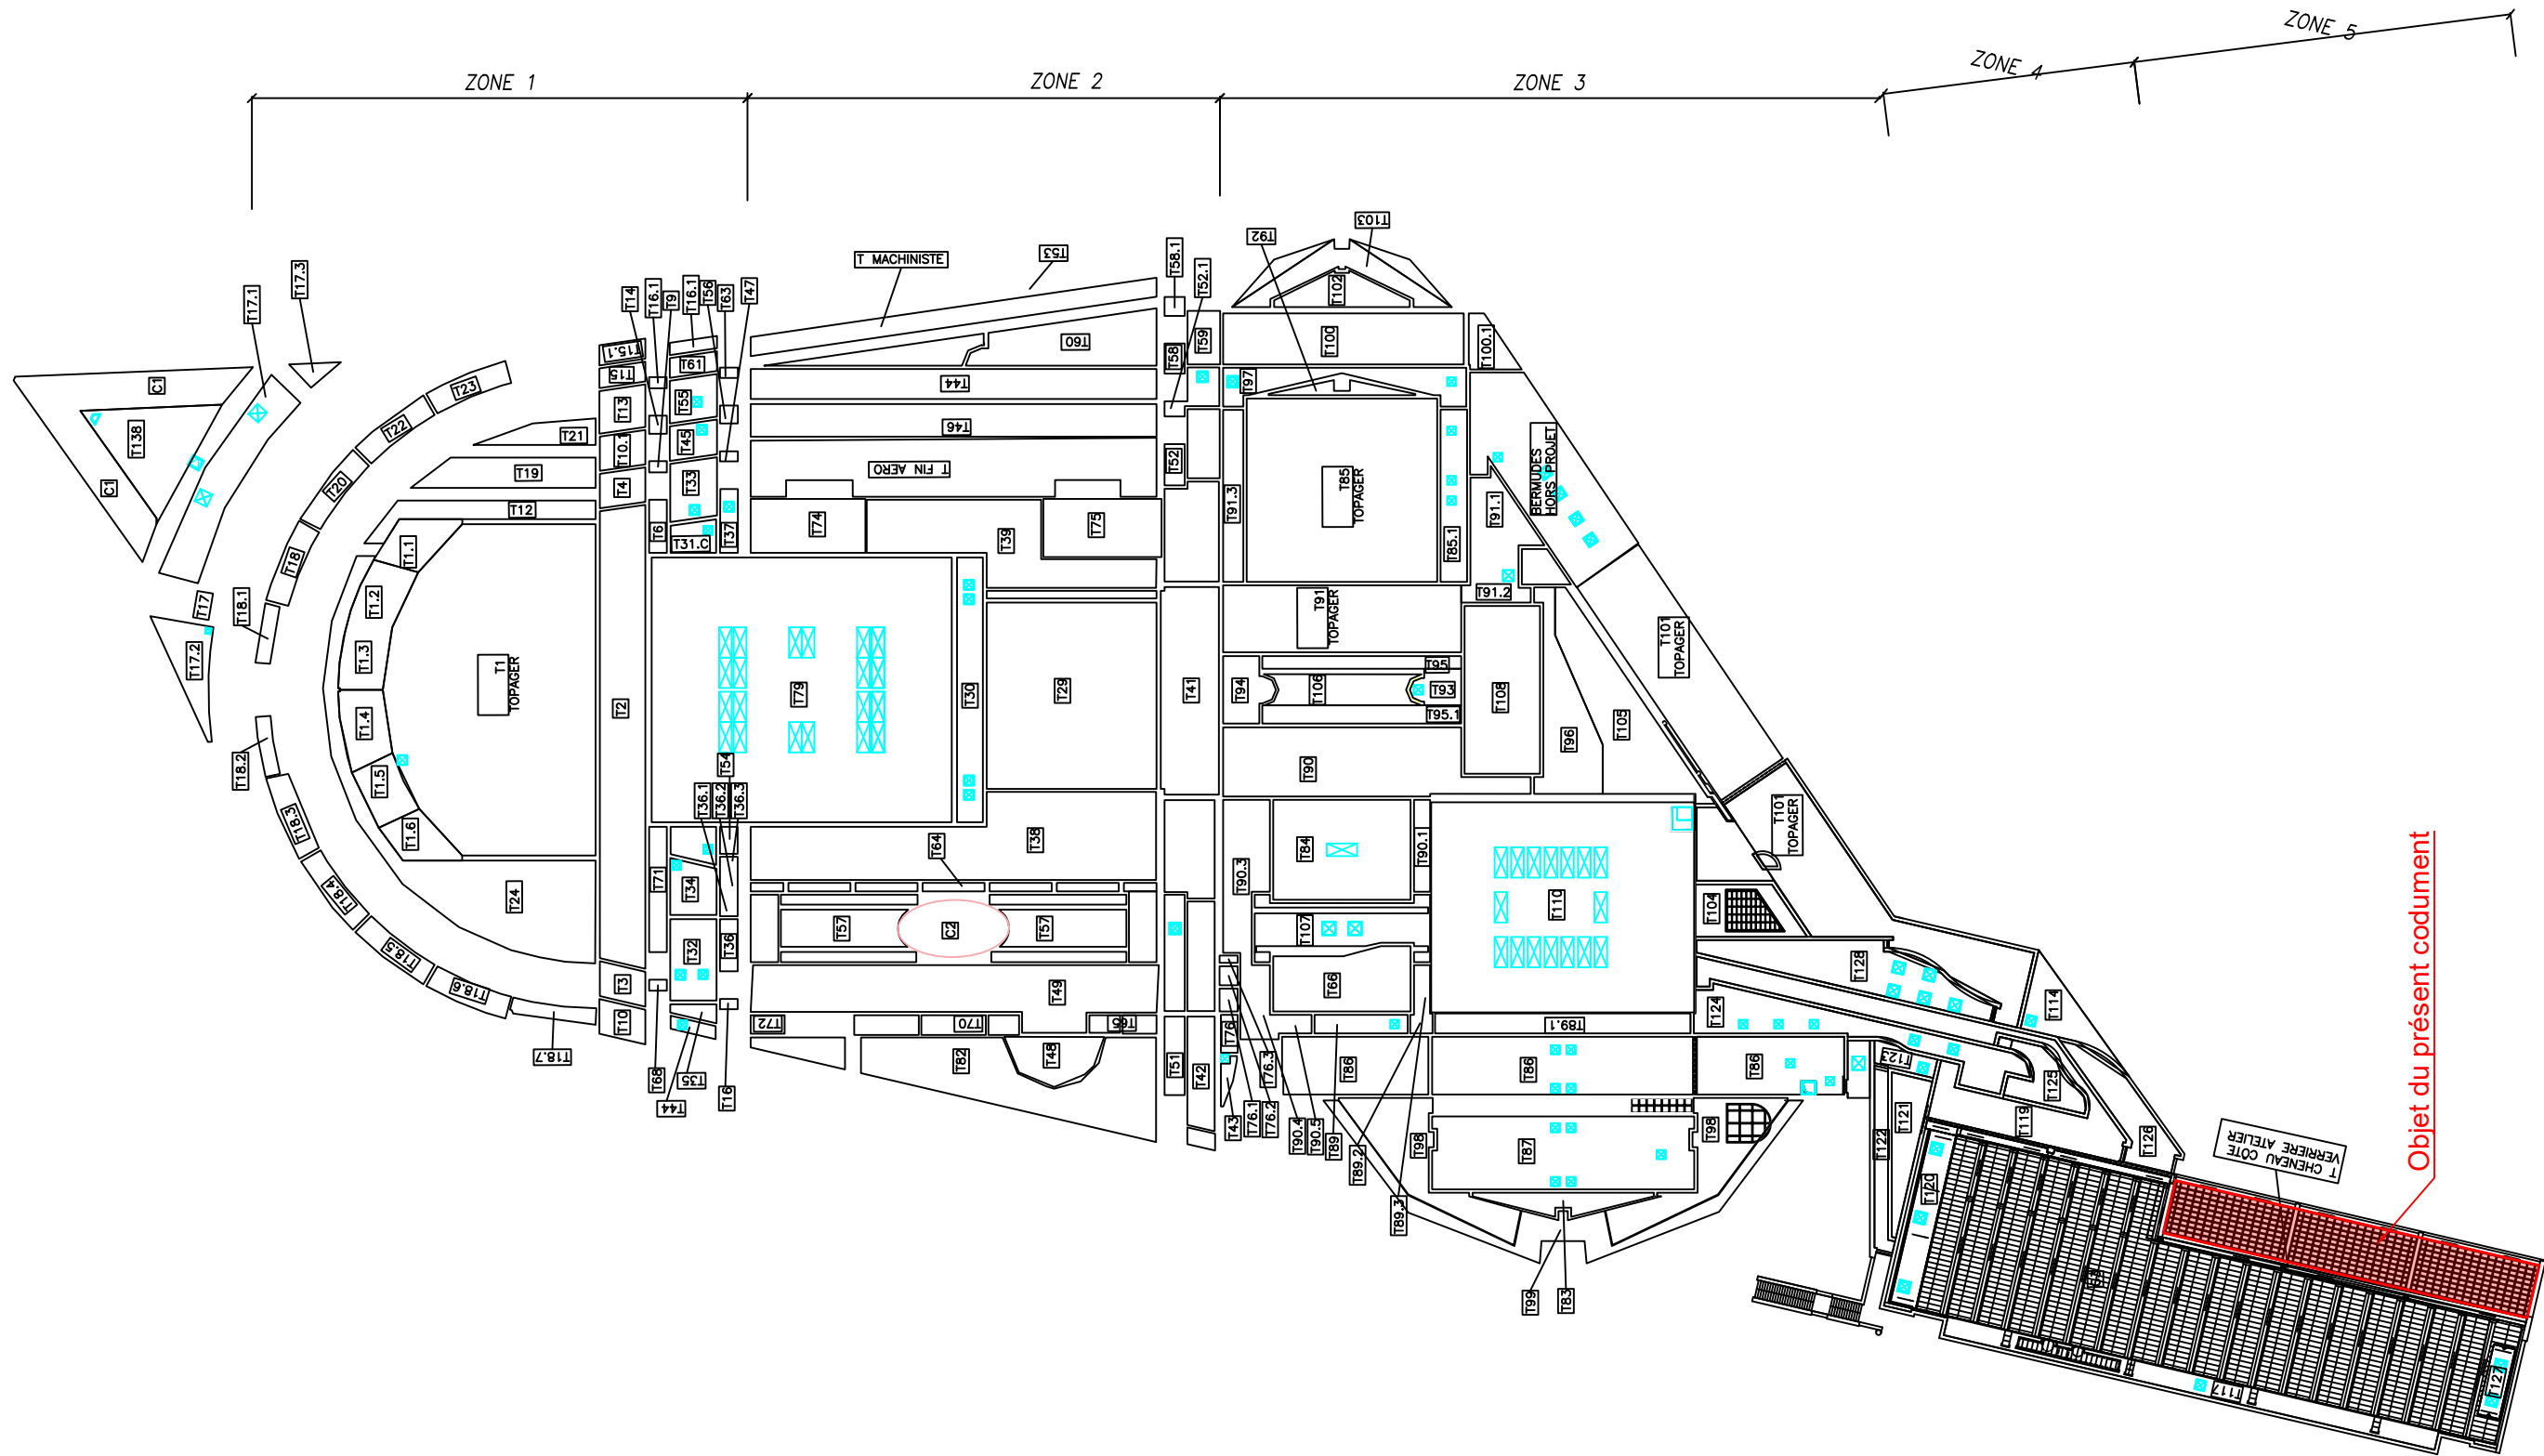 ZONE 1
ZONE 2
ZONE 3
ZONE 4
ZONE 5
T103
T92
T58.1
T53
T MACHINISTE
T52.1
T17.3
T17.1
T14
T16.1
T9
T16.1
T56
T63
T47
T102
T15.1
T61
T60
T58
T59
T100
T100.1
C1
T138
C1
T23
T22
T15
T13
T55
T44
T97
T21
T10.1
T45
T46
T52
BERMUDES
HORS PROJET
T20
T19
T4
T33
T FIN AERO
T85
TOPAGER
T12
T6
T31.C
T37
T74
T39
T75
T91.3
T91.1
T85.1
T18
T1.1
T17
T18.1
T1.2
T91.2
T91
TOPAGER
T17.2
T1.3
T1
TOPAGER
T101
TOPAGER
T2
T79
T30
T29
T41
T94
T106
T95
T93
T95.1
T108
T1.4
T105
T96
T18.2
T1.5
T54
T90
T36.1
T36.2
T36.3
T1.6
T18.3
T64
T38
T84
T90.1
T101
TOPAGER
T71
T34
T90.3
T24
T18.4
T110
T104
T57
C2
T57
T107
T32
T36
T18.5
T128
T3
T18.6
T49
T66
T114
T10
T72
T70
T65
T76
T89.1
T124
T18.7
T68
T35
T44
T16
T82
T48
T51
T42
T76.3
T86
T86
T86
T123
T125
T43
T76.1
T76.2
T90.4
T90.5
T89
T89.2
T98
T87
T98
T121
T122
T119
T126
T89.3
T120
T CHENEAU CÔTE
VERRIERE ATELIER
Objet du présent codument
T99
T83
T117
T127